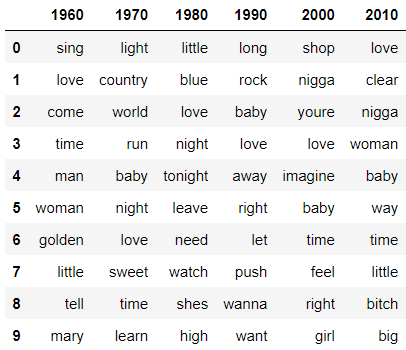 1960 1970 1980 1990 2000 2010
0 sing light little long shop love
1 love country blue rock nigga clear
2 come world love baby youre nigga
3 time run night love love woman
4 man baby tonight away imagine baby
5 woman night leave right baby way
6 golden love need let time time
7 little sweet watch push feel little
8 tell time shes wanna right bitch
9 mary learn high want girl big